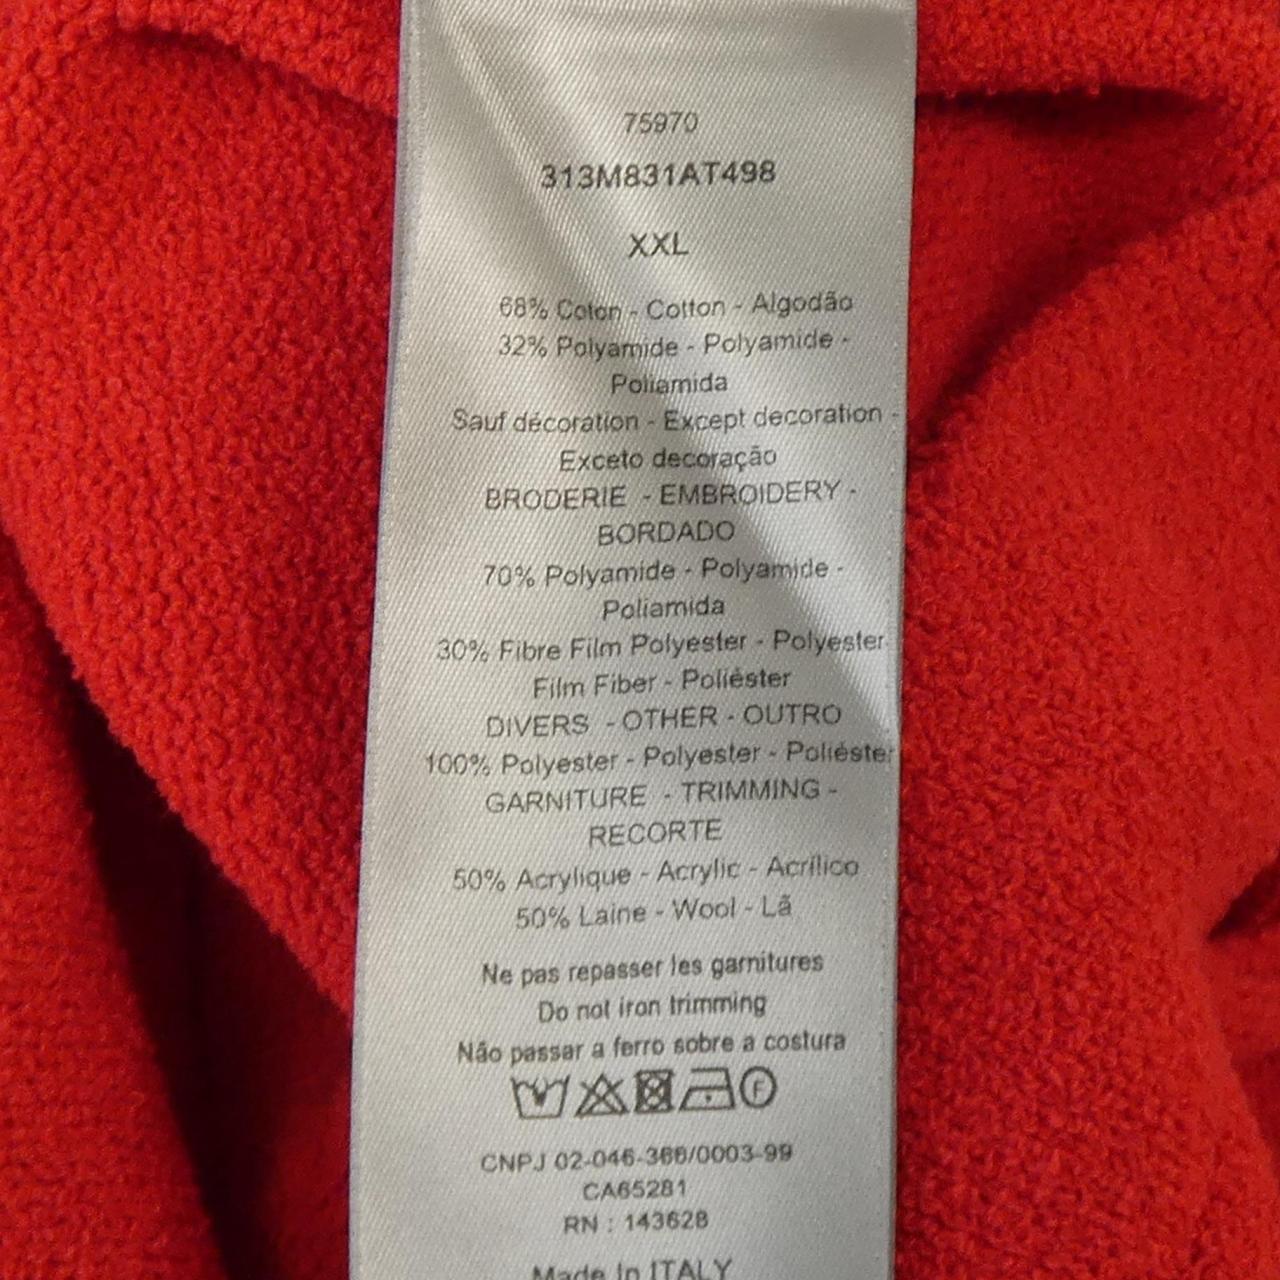 75970
313M831AT498
XXL
68% Coton - Cotton - Algodão
32% Polyamide - Polyamide -
Poliamida
Sauf décoration - Except decoration -
Exceto decoração
BRODERIE - EMBROIDERY -
BORDADO
70% Polyamide - Polyamide -
Poliamida
30% Fibre Film Polyester - Polyester
Film Fiber - Poliéster
DIVERS - OTHER - OUTRO
100% Polyester - Polyester - Poliéster
GARNITURE - TRIMMING -
RECORTE
50% Acrylique - Acrylic - Acrílico
50% Laine - Wool - Lã
Ne pas repasser les garnitures
Do not iron trimming
Não passar a ferro sobre a costura
F
CNPJ 02-046-366/0003-99
CA65281
RN : 143628
Made In ITALY